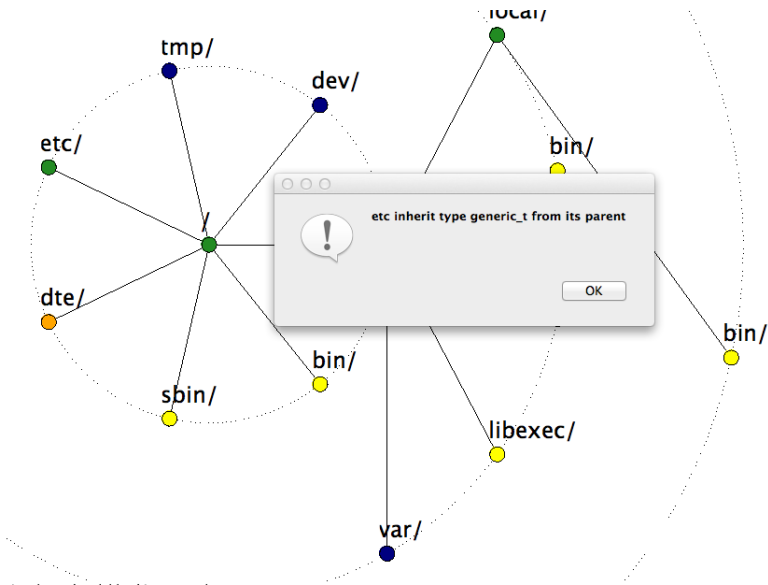 local/
tmp/
dev/
etc/
bin/
/
etc inherit type generic_t from its parent
OK
dte/
bin/
bin/
sbin/
libexec/
var/